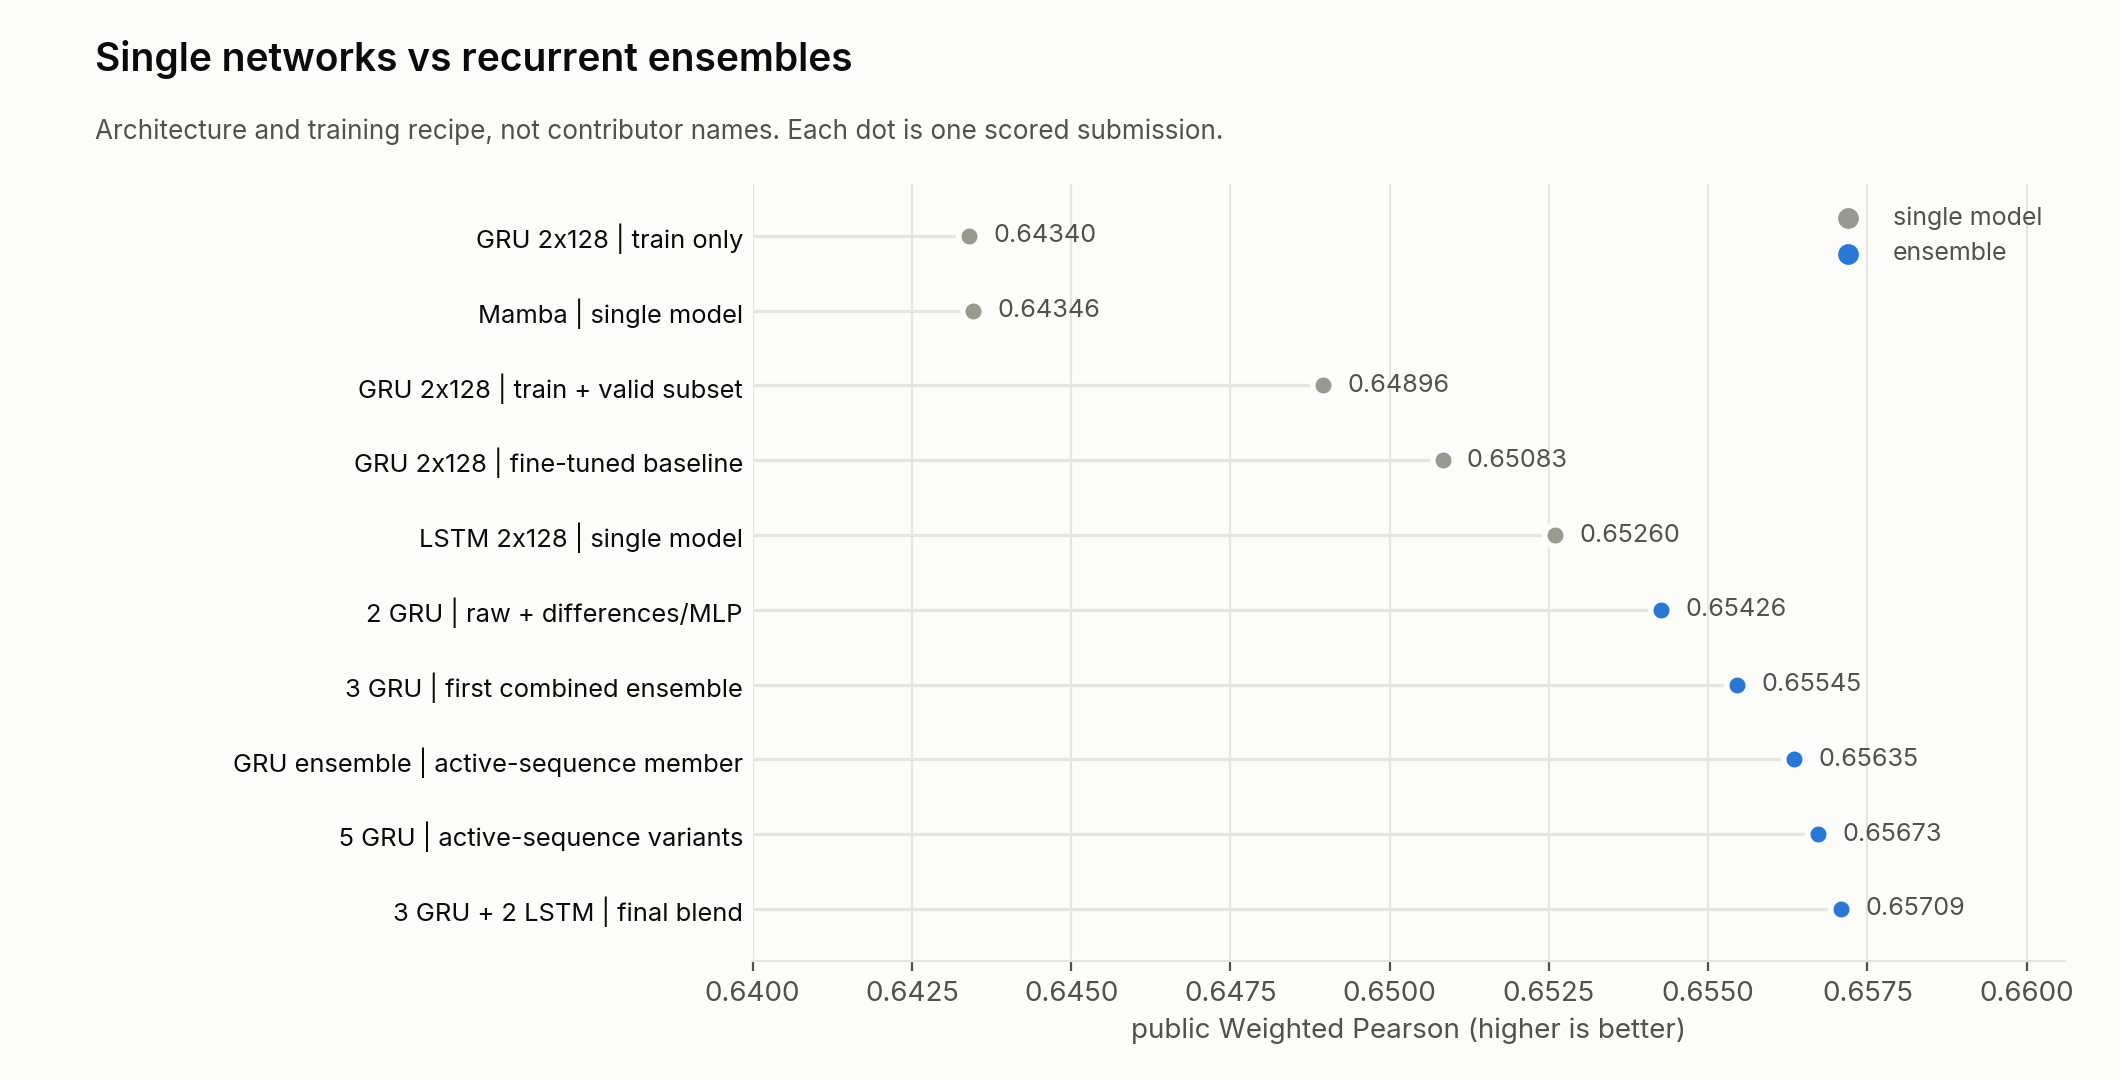 Single networks vs recurrent ensembles
Architecture and training recipe, not contributor names. Each dot is one scored submission.
single model
ensemble
GRU 2x128 | train only 0.64340
Mamba | single model 0.64346
GRU 2x128 | train + valid subset 0.64896
GRU 2x128 | fine-tuned baseline 0.65083
LSTM 2x128 | single model 0.65260
2 GRU | raw + differences/MLP 0.65426
3 GRU | first combined ensemble 0.65545
GRU ensemble | active-sequence member 0.65635
5 GRU | active-sequence variants 0.65673
3 GRU + 2 LSTM | final blend 0.65709
0.6400 0.6425 0.6450 0.6475 0.6500 0.6525 0.6550 0.6575 0.6600
public Weighted Pearson (higher is better)